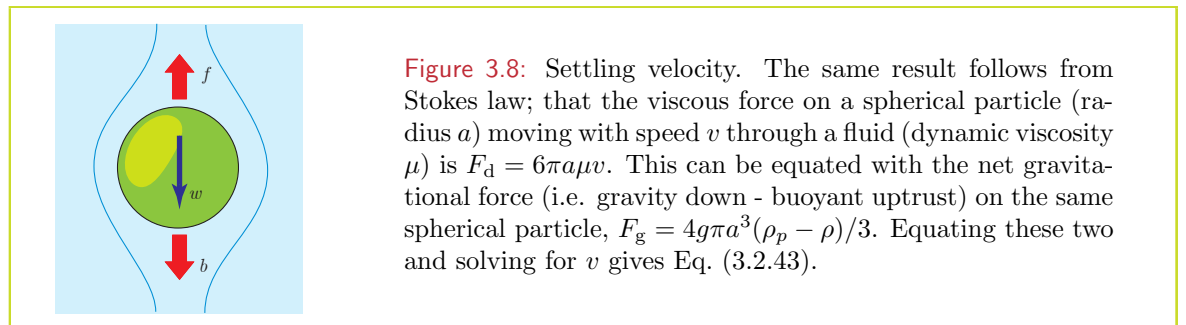 f
w
b
Figure 3.8: Settling velocity. The same result follows from
Stokes law; that the viscous force on a spherical particle (ra-
dius a) moving with speed v through a fluid (dynamic viscosity
μ) is F_d = 6πaμv. This can be equated with the net gravita-
tional force (i.e. gravity down - buoyant uptrust) on the same
spherical particle, F_g = 4gπa³(ρ_p − ρ)/3. Equating these two
and solving for v gives Eq. (3.2.43).